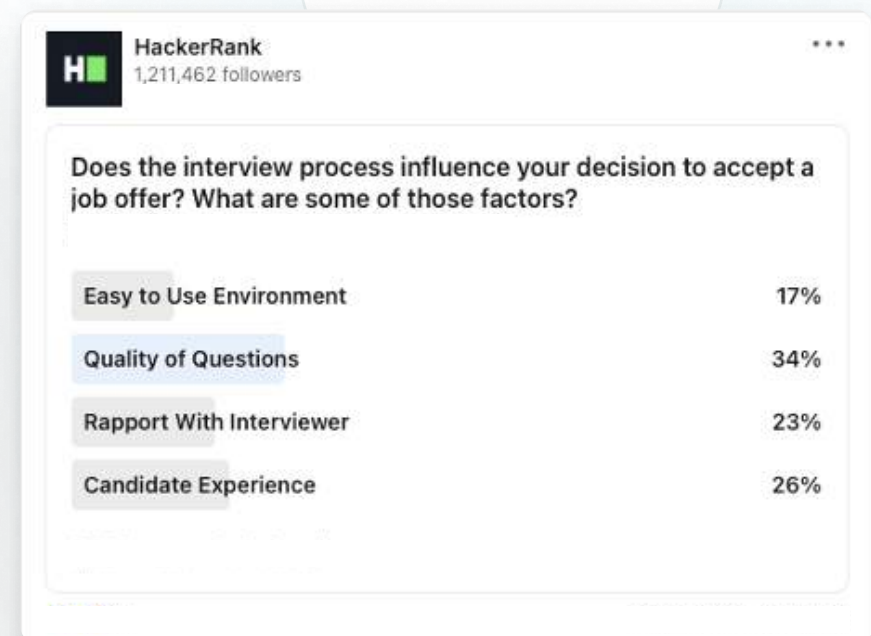 H
HackerRank
1,211,462 followers
Does the interview process influence your decision to accept a
job offer? What are some of those factors?
Easy to Use Environment 17%
Quality of Questions 34%
Rapport With Interviewer 23%
Candidate Experience 26%